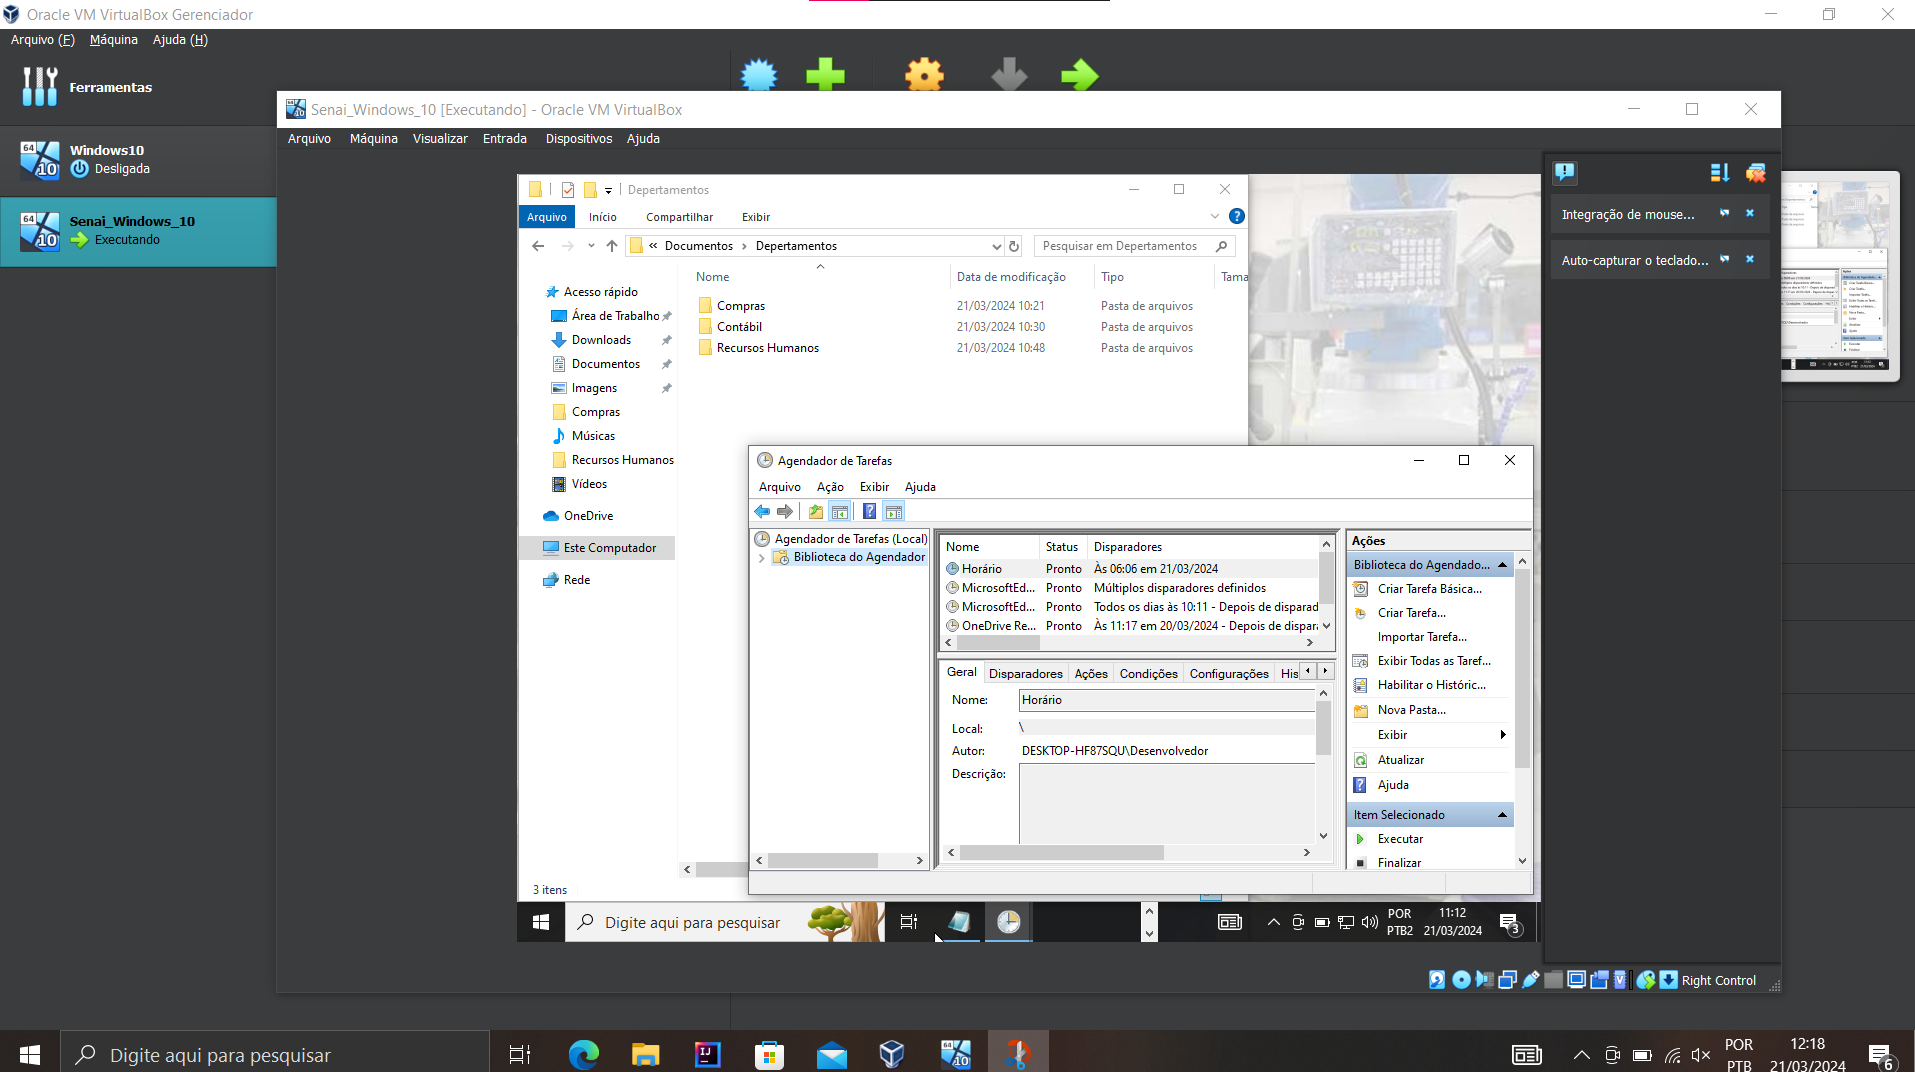 Oracle VM VirtualBox Gerenciador
Arquivo (F) Máquina Ajuda (H)
Ferramentas
64
10
Windows10
Desligada
64
10
Senai_Windows_10
Executando
Senai_Windows_10 [Executando] - Oracle VM VirtualBox
Arquivo Máquina Visualizar Entrada Dispositivos Ajuda
Depertamentos
Arquivo Início Compartilhar Exibir
« Documentos Depertamentos
Pesquisar em Depertamentos
Nome Data de modificação Tipo Tama
Acesso rápido
Área de Trabalho
Downloads
Documentos
Imagens
Compras
Músicas
Recursos Humanos
Vídeos
OneDrive
Este Computador
Rede
Compras 21/03/2024 10:21 Pasta de arquivos
Contábil 21/03/2024 10:30 Pasta de arquivos
Recursos Humanos 21/03/2024 10:48 Pasta de arquivos
3 itens
Integração de mouse...
Auto-capturar o teclado...
Agendador de Tarefas
Arquivo Ação Exibir Ajuda
Agendador de Tarefas (Local)
Biblioteca do Agendador
Nome Status Disparadores
Horário Pronto Às 06:06 em 21/03/2024
MicrosoftEd... Pronto Múltiplos disparadores definidos
MicrosoftEd... Pronto Todos os dias às 10:11 - Depois de disparad
OneDrive Re... Pronto Às 11:17 em 20/03/2024 - Depois de dispara
Geral Disparadores Ações Condições Configurações His
Nome: Horário
Local: \
Autor: DESKTOP-HF87SQU\Desenvolvedor
Descrição:
Ações
Biblioteca do Agendado...
Criar Tarefa Básica...
Criar Tarefa...
Importar Tarefa...
Exibir Todas as Taref...
Habilitar o Históric...
Nova Pasta...
Exibir
Atualizar
Ajuda
Item Selecionado
Executar
Finalizar
Digite aqui para pesquisar
POR
PTB2
11:12
21/03/2024
3
Right Control
Digite aqui para pesquisar
POR
PTB
12:18
21/03/2024
6